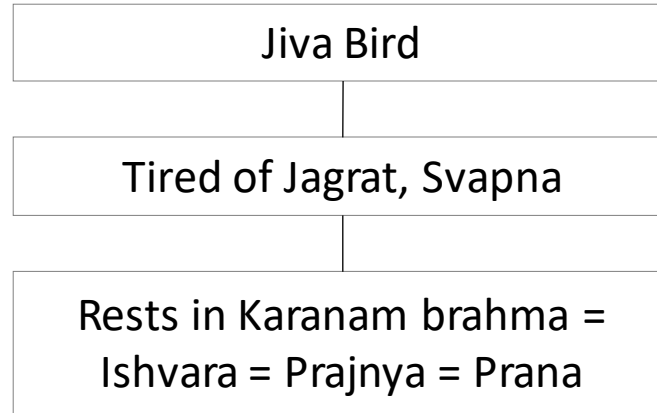 Jiva Bird
Tired of Jagrat, Svapna
Rests in Karanam brahma =
Ishvara = Prajnya = Prana